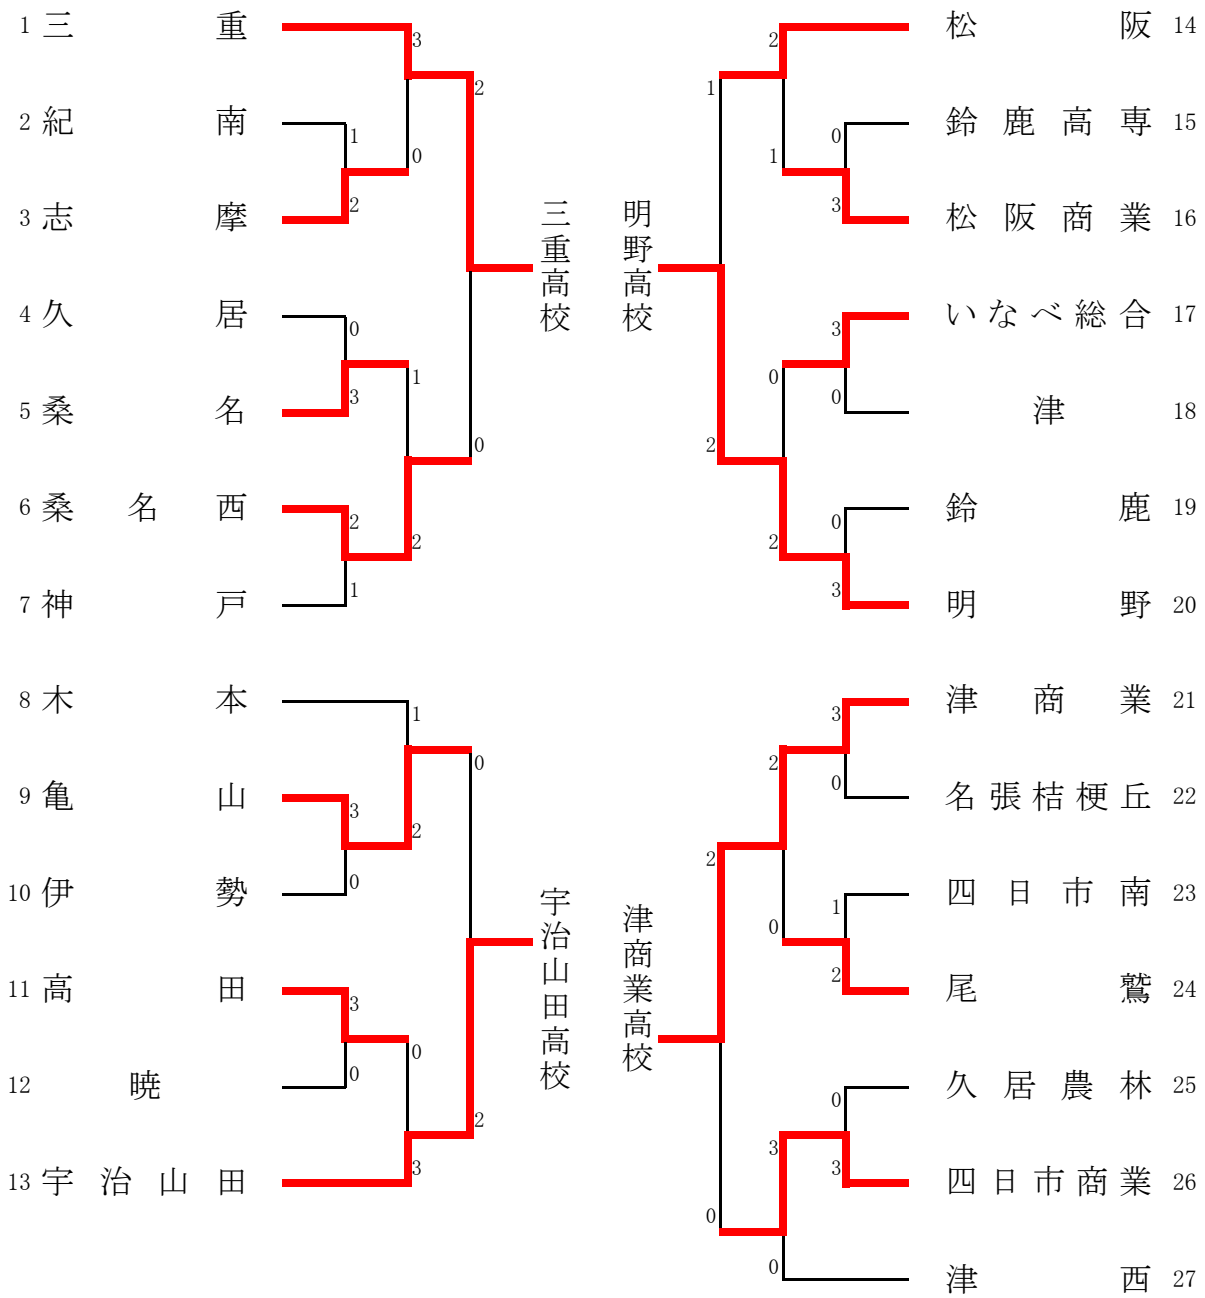 1 三重
3
2
2 紀南
1
0
3 志摩
2
4 久居
0
1
5 桑名
3
0
6 桑名西
2
2
7 神戸
1
三重高校
8 木本
1
0
9 亀山
3
2
10 伊勢
0
11 高田
3
0
12 暁
0
2
13 宇治山田
3
宇治山田高校
明野高校
松阪 14
2
1
鈴鹿高専 15
0
1
松阪商業 16
3
いなべ総合 17
3
0
津 18
0
2
鈴鹿 19
0
2
明野 20
3
津商業高校
津商業 21
3
2
名張桔梗丘 22
0
2
四日市南 23
1
0
尾鷲 24
2
久居農林 25
0
3
四日市商業 26
3
0
津西 27
0